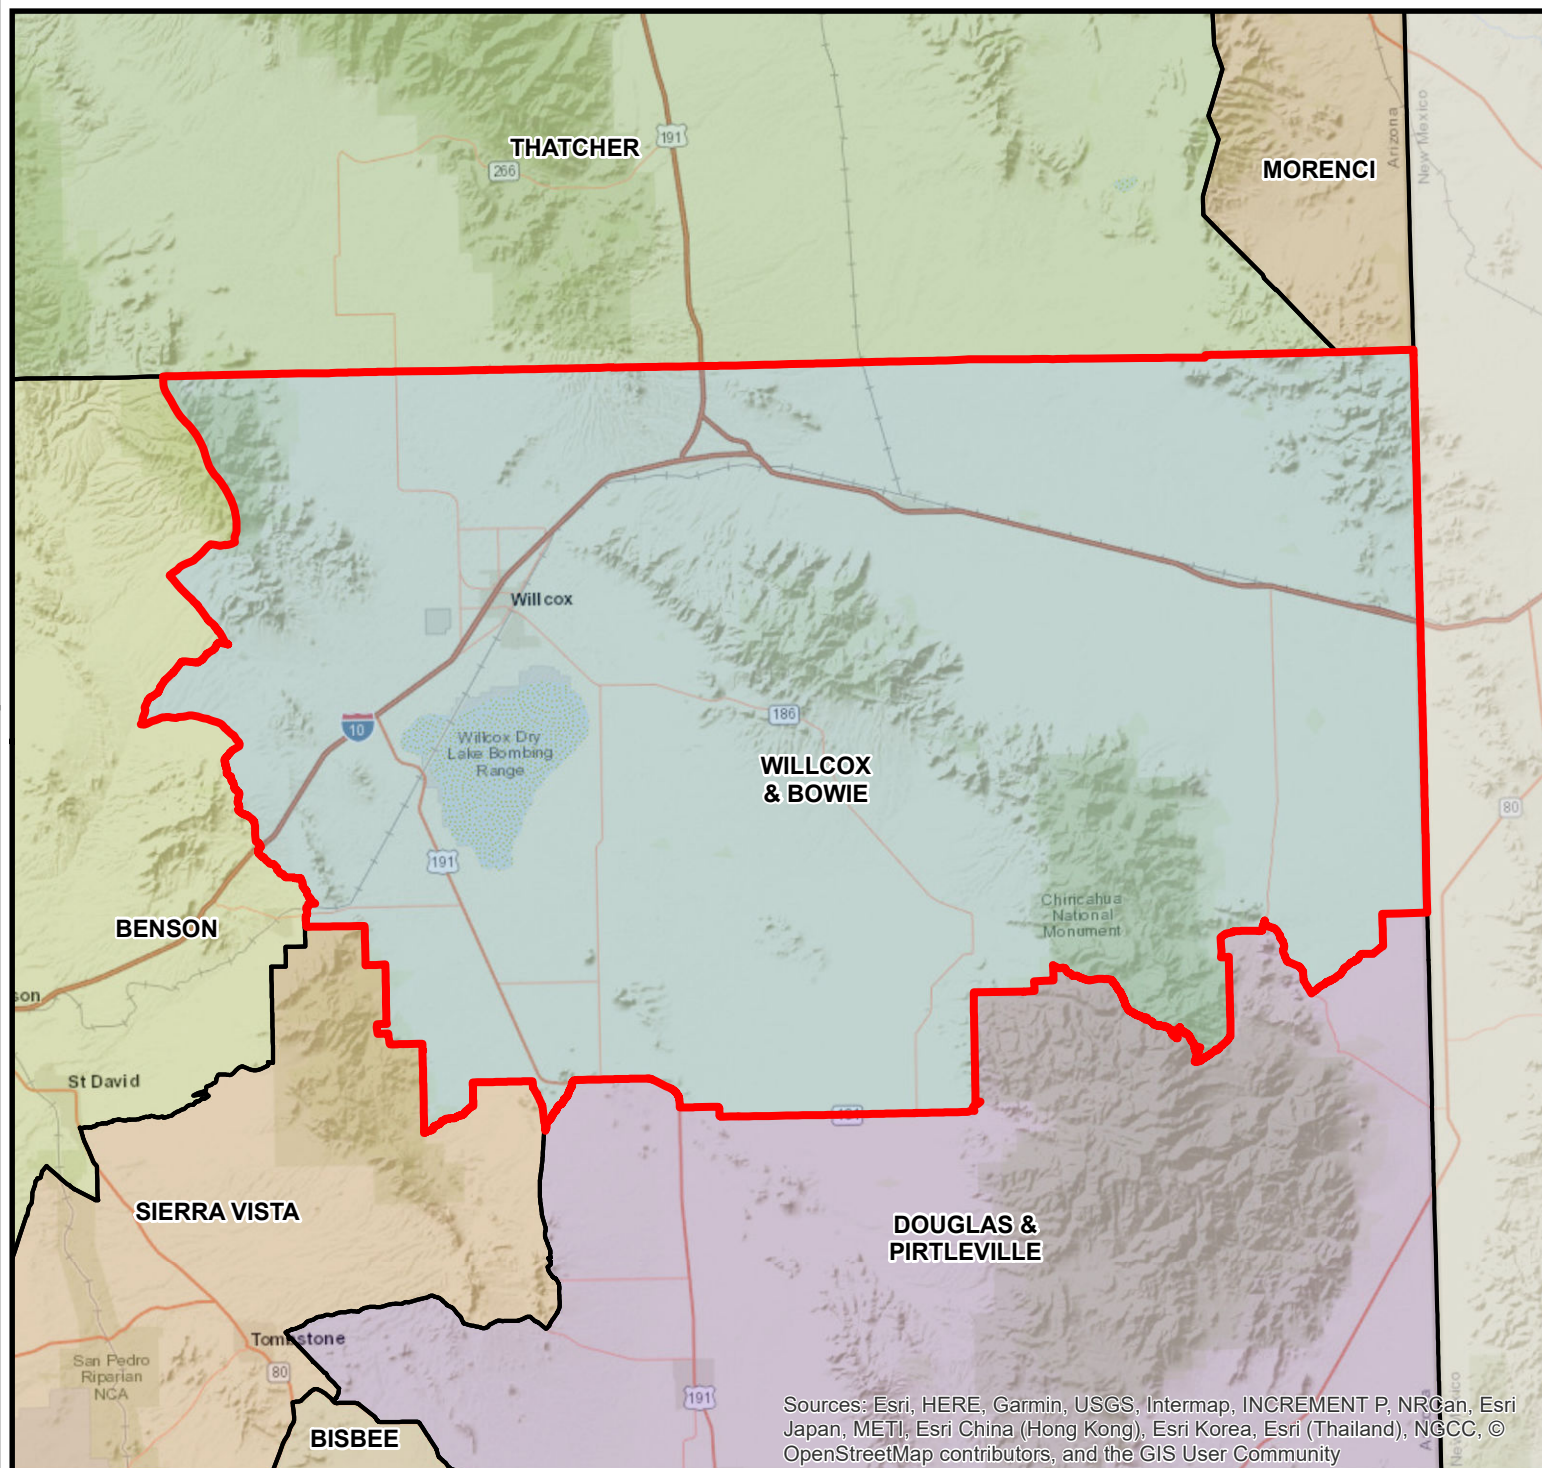 THATCHER
191
266
MORENCI
Arizona
New Mexico
Willcox
10
Willcox Dry
Lake Bombing
Range
186
WILLCOX
& BOWIE
80
191
Chiricahua
National
Monument
BENSON
son
St David
SIERRA VISTA
DOUGLAS &
PIRTLEVILLE
Tombstone
San Pedro
Riparian
NCA
80
191
BISBEE
Sources: Esri, HERE, Garmin, USGS, Intermap, INCREMENT P, NRCan, Esri
Japan, METI, Esri China (Hong Kong), Esri Korea, Esri (Thailand), NGCC, ©
OpenStreetMap contributors, and the GIS User Community